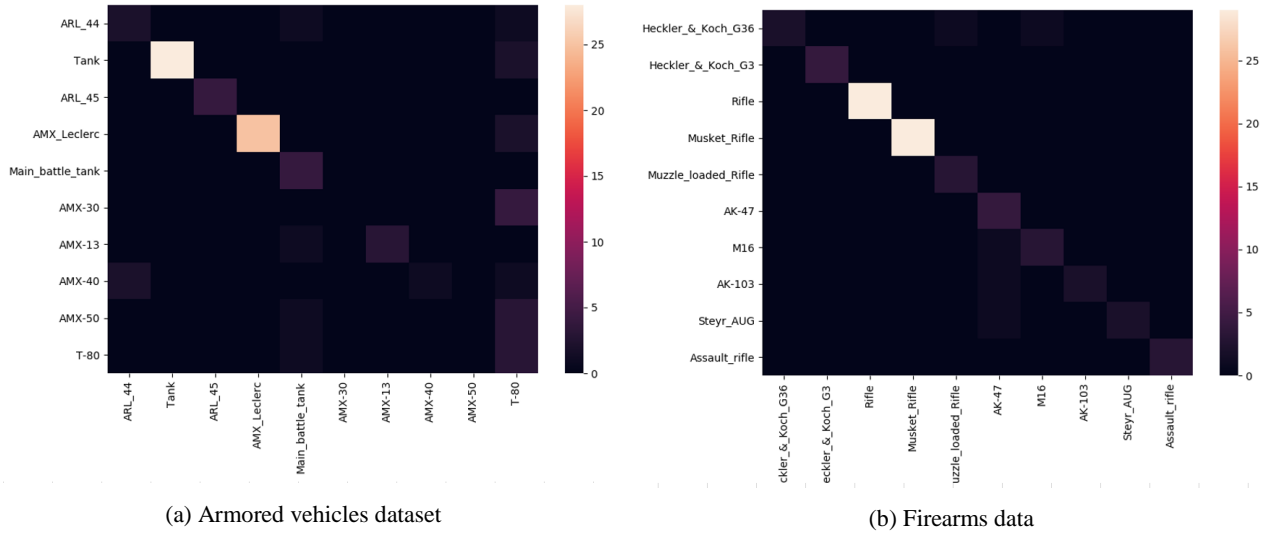 ARL_44
Tank
ARL_45
AMX_Leclerc
Main_battle_tank
AMX-30
AMX-13
AMX-40
AMX-50
T-80
ARL_44
Tank
ARL_45
AMX_Leclerc
Main_battle_tank
AMX-30
AMX-13
AMX-40
AMX-50
T-80
25
20
15
10
5
0
(a) Armored vehicles dataset
Heckler_&_Koch_G36
Heckler_&_Koch_G3
Rifle
Musket_Rifle
Muzzle_loaded_Rifle
AK-47
M16
AK-103
Steyr_AUG
Assault_rifle
ckler_&_Koch_G36
eckler_&_Koch_G3
Rifle
Musket_Rifle
uzzle_loaded_Rifle
AK-47
M16
AK-103
Steyr_AUG
Assault_rifle
25
20
15
10
5
0
(b) Firearms data